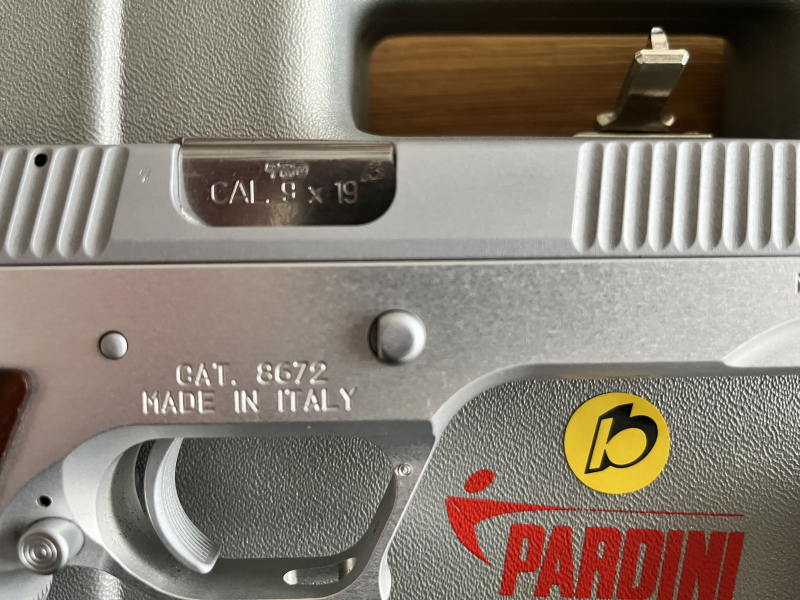 CAL. 9 x 19
CAT. 8672
MADE IN ITALY
b
PARDINI